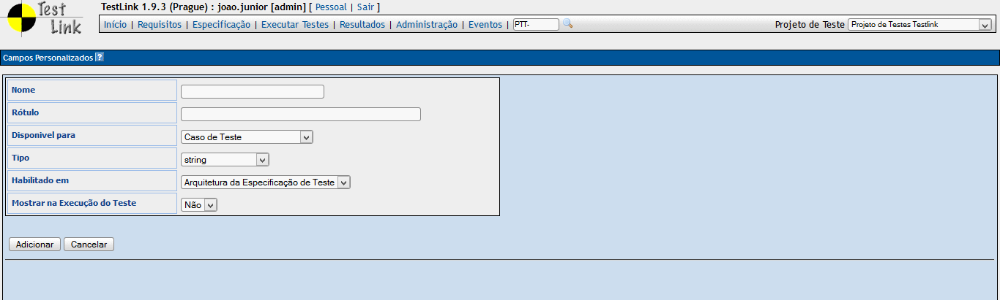 Test
Link
TestLink 1.9.3 (Prague) : joao.junior [admin] [ Pessoal | Sair ]
Início | Requisitos | Especificação | Executar Testes | Resultados | Administração | Eventos | PTT-
Projeto de Teste Projeto de Testes Testlink
Campos Personalizados ?
Nome
Rótulo
Disponivel para Caso de Teste
Tipo string
Habilitado em Arquitetura da Especificação de Teste
Mostrar na Execução do Teste Não
Adicionar Cancelar